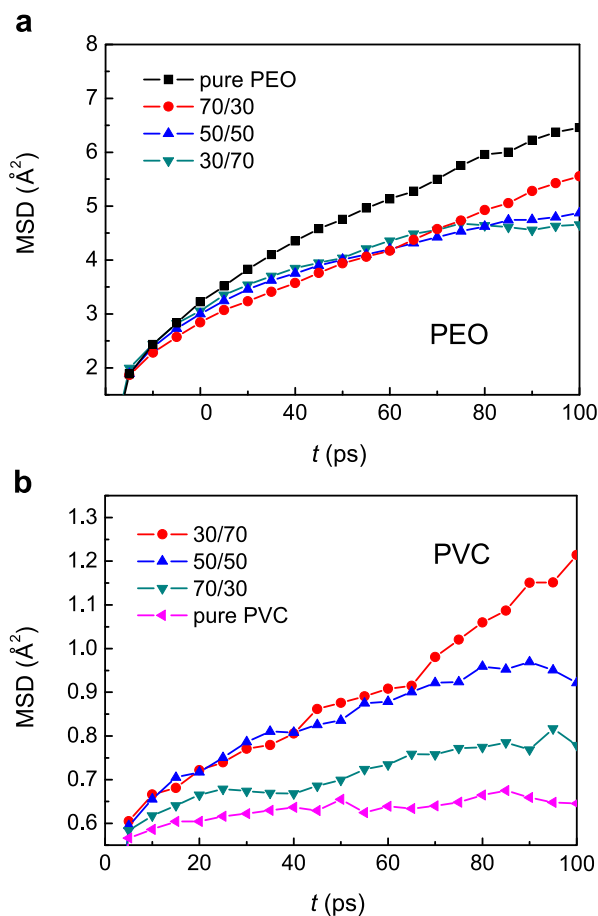 a
8
7
6
5
4
3
2
MSD (Å²)
pure PEO
70/30
50/50
30/70
PEO
0 40 60 80 100
t (ps)
b
1.3
1.2
1.1
1.0
0.9
0.8
0.7
0.6
MSD (Å²)
30/70
50/50
70/30
pure PVC
PVC
0 20 40 60 80 100
t (ps)